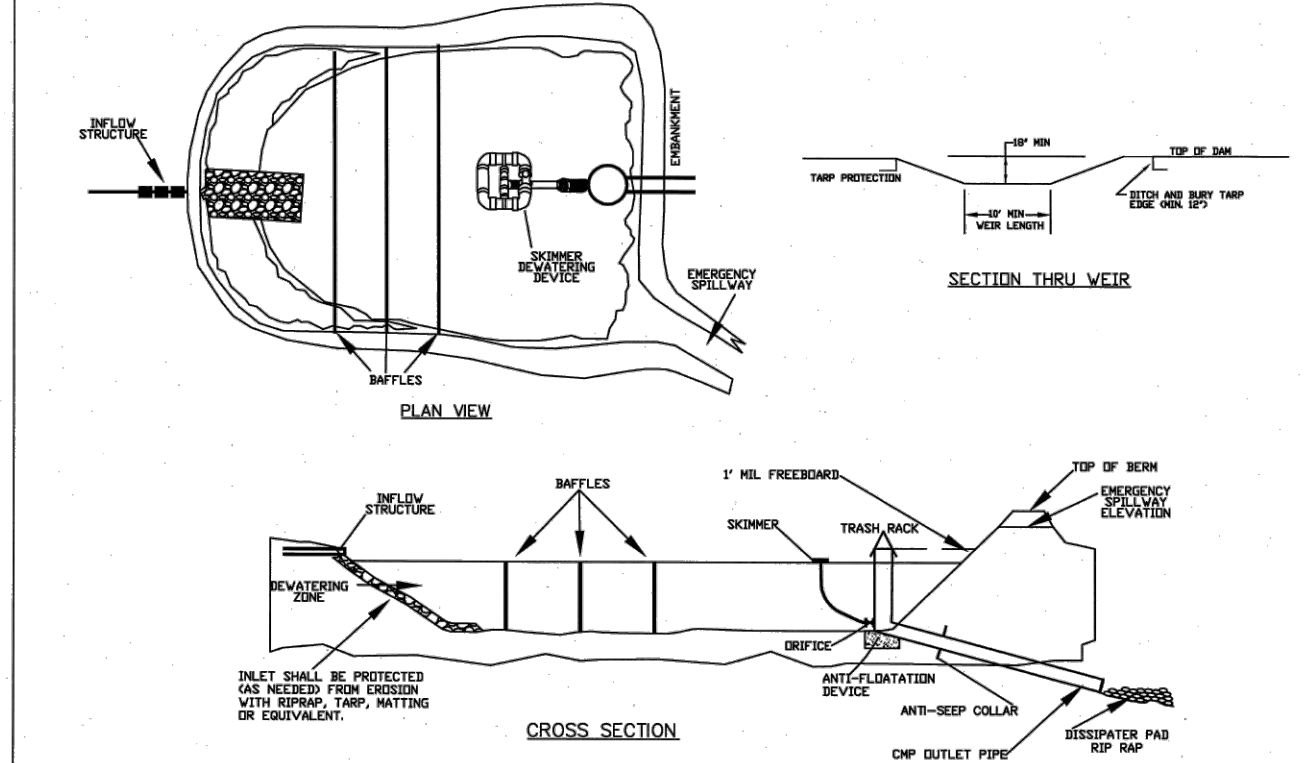 INFLOW
STRUCTURE
EMBANKMENT
SKIMMER
DEWATERING
DEVICE
EMERGENCY
SPILLWAY
BAFFLES
PLAN VIEW
18" MIN
TOP OF DAM
TARP PROTECTION
DITCH AND BURY TARP
EDGE (MIN. 12")
10' MIN
WEIR LENGTH
SECTION THRU WEIR
INFLOW
STRUCTURE
BAFFLES
1' MIL FREEBOARD
SKIMMER
TRASH RACK
TOP OF BERM
EMERGENCY
SPILLWAY
ELEVATION
DEWATERING
ZONE
ORIFICE
INLET SHALL BE PROTECTED
(AS NEEDED) FROM EROSION
WITH RIPRAP, TARP, MATTING
OR EQUIVALENT.
ANTI-FLOATATION
DEVICE
ANTI-SEEP COLLAR
CMP OUTLET PIPE
DISSIPATER PAD
RIP RAP
CROSS SECTION